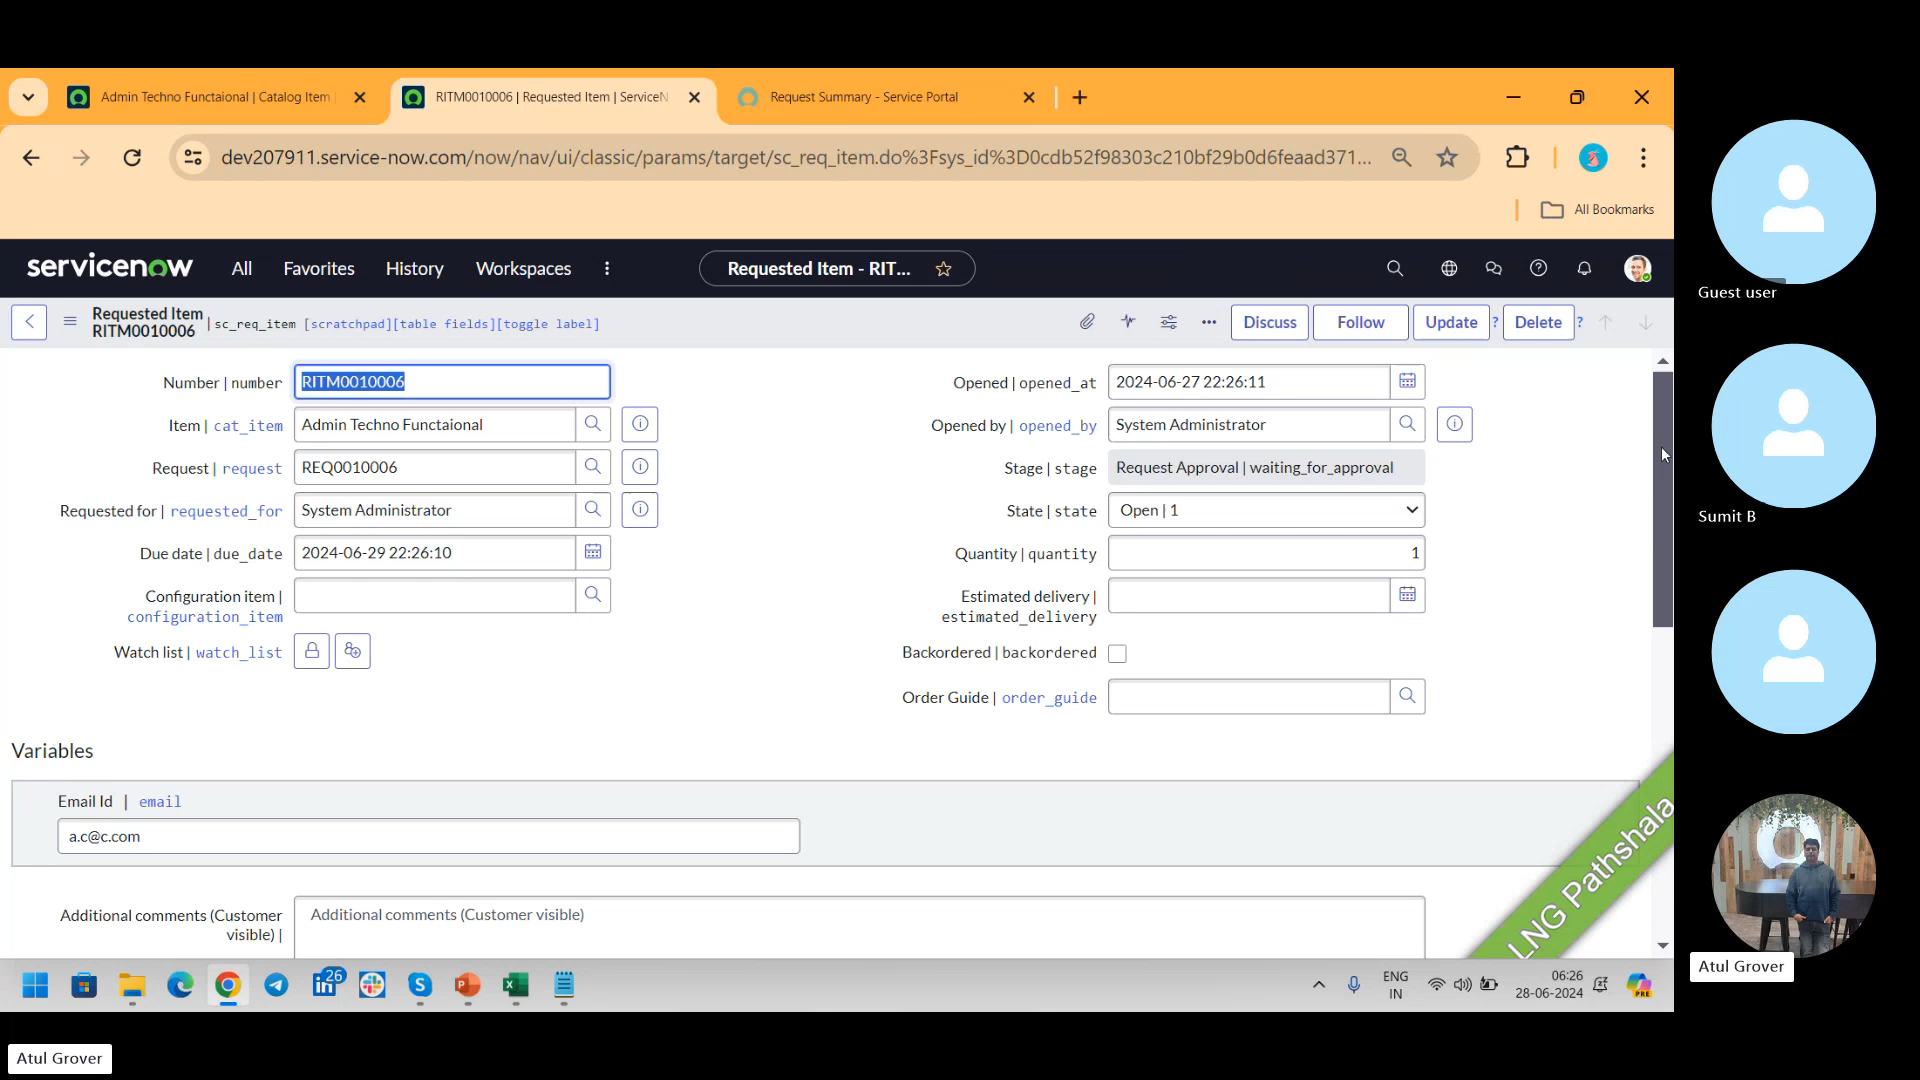 Admin Techno Functaional | Catalog Item
RITM0010006 | Requested Item | ServiceN
Request Summary - Service Portal
dev207911.service-now.com/now/nav/ui/classic/params/target/sc_req_item.do%3Fsys_id%3D0cdb52f98303c210bf29b0d6feaad371...
All Bookmarks
servicenow
All
Favorites
History
Workspaces
Requested Item - RIT...
Requested Item
RITM0010006
sc_req_item [scratchpad][table fields][toggle label]
Discuss
Follow
Update
?
Delete
?
Number | number
RITM0010006
Opened | opened_at
2024-06-27 22:26:11
Item | cat_item
Admin Techno Functaional
Opened by | opened_by
System Administrator
Request | request
REQ0010006
Stage | stage
Request Approval | waiting_for_approval
Requested for | requested_for
System Administrator
State | state
Open | 1
Due date | due_date
2024-06-29 22:26:10
Quantity | quantity
1
Configuration item |
configuration_item
Estimated delivery |
estimated_delivery
Watch list | watch_list
Backordered | backordered
Order Guide | order_guide
Variables
Email Id | email
a.c@c.com
Additional comments (Customer
visible) |
Additional comments (Customer visible)
LNG Pathshala
26
ENG
IN
06:26
28-06-2024
PRE
Guest user
Sumit B
Atul Grover
Atul Grover